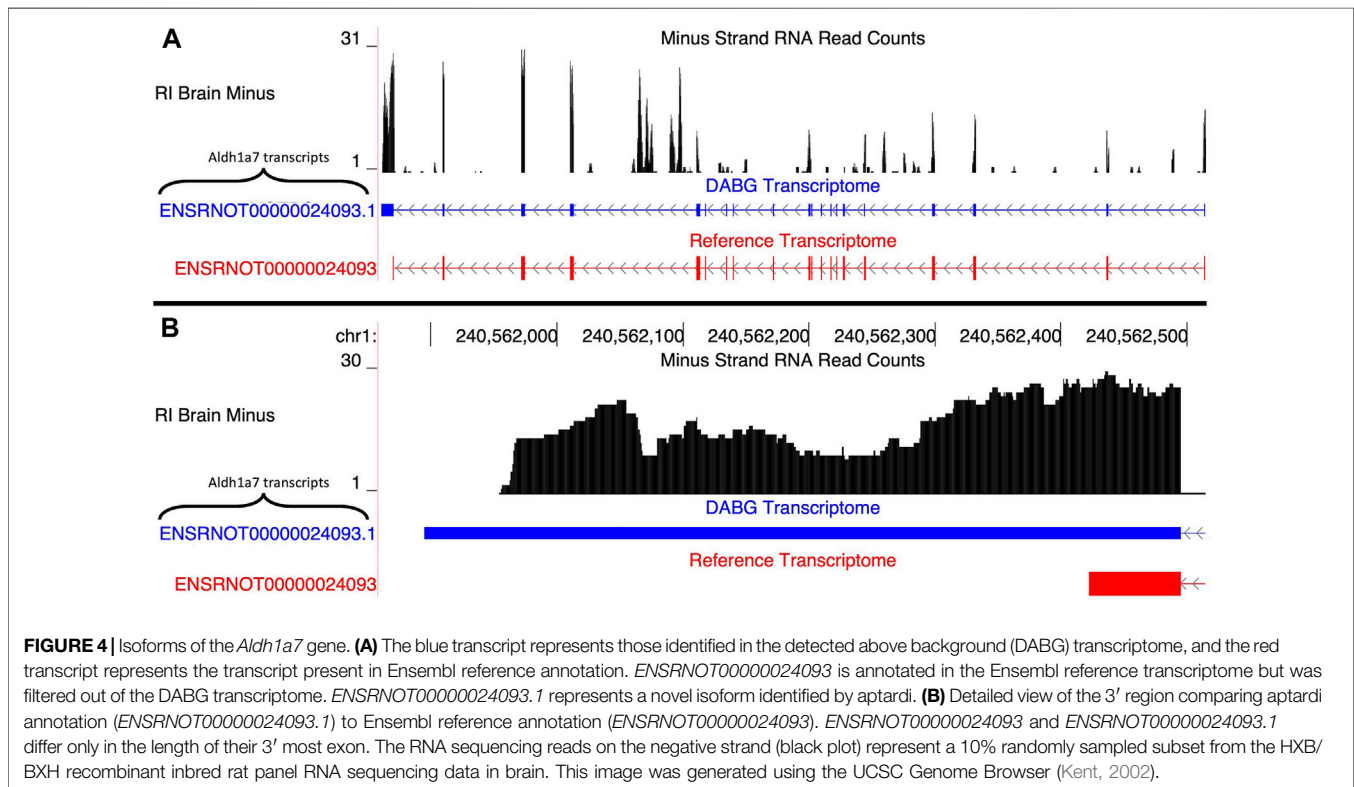 A
31
Minus Strand RNA Read Counts
RI Brain Minus
Aldh1a7 transcripts
1
DABG Transcriptome
ENSRNOT00000024093.1
Reference Transcriptome
ENSRNOT00000024093
B
chr1:
240,562,000
240,562,100
240,562,200
240,562,300
240,562,400
240,562,500
Minus Strand RNA Read Counts
30
RI Brain Minus
Aldh1a7 transcripts
1
DABG Transcriptome
ENSRNOT00000024093.1
Reference Transcriptome
ENSRNOT00000024093
FIGURE 4 | Isoforms of the Aldh1a7 gene. (A) The blue transcript represents those identified in the detected above background (DABG) transcriptome, and the red
transcript represents the transcript present in Ensembl reference annotation. ENSRNOT00000024093 is annotated in the Ensembl reference transcriptome but was
filtered out of the DABG transcriptome. ENSRNOT00000024093.1 represents a novel isoform identified by aptardi. (B) Detailed view of the 3′ region comparing aptardi
annotation (ENSRNOT00000024093.1) to Ensembl reference annotation (ENSRNOT00000024093). ENSRNOT00000024093 and ENSRNOT00000024093.1
differ only in the length of their 3′ most exon. The RNA sequencing reads on the negative strand (black plot) represent a 10% randomly sampled subset from the HXB/
BXH recombinant inbred rat panel RNA sequencing data in brain. This image was generated using the UCSC Genome Browser (Kent, 2002).